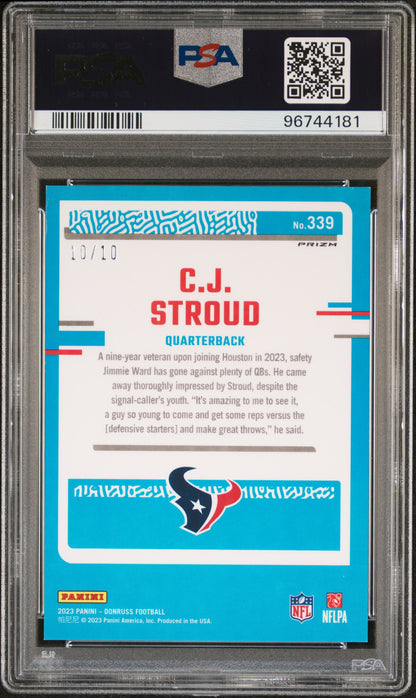 PSA
PSA
96744181
No. 339
PRIZM
10/10
C.J.
STROUD
QUARTERBACK
A nine-year veteran upon joining Houston in 2023, safety
Jimmie Ward has gone against plenty of QBs. He came
away thoroughly impressed by Stroud, despite the
signal-caller's youth. “It's amazing to me to see it,
a guy so young to come and get some reps versus the
[defensive starters] and make great throws,” he said.
PANINI
NFL
NFLPA
2023 PANINI - DONRUSS FOOTBALL
帕尼尼 © 2023 Panini America, Inc. Produced in the USA.
PSA